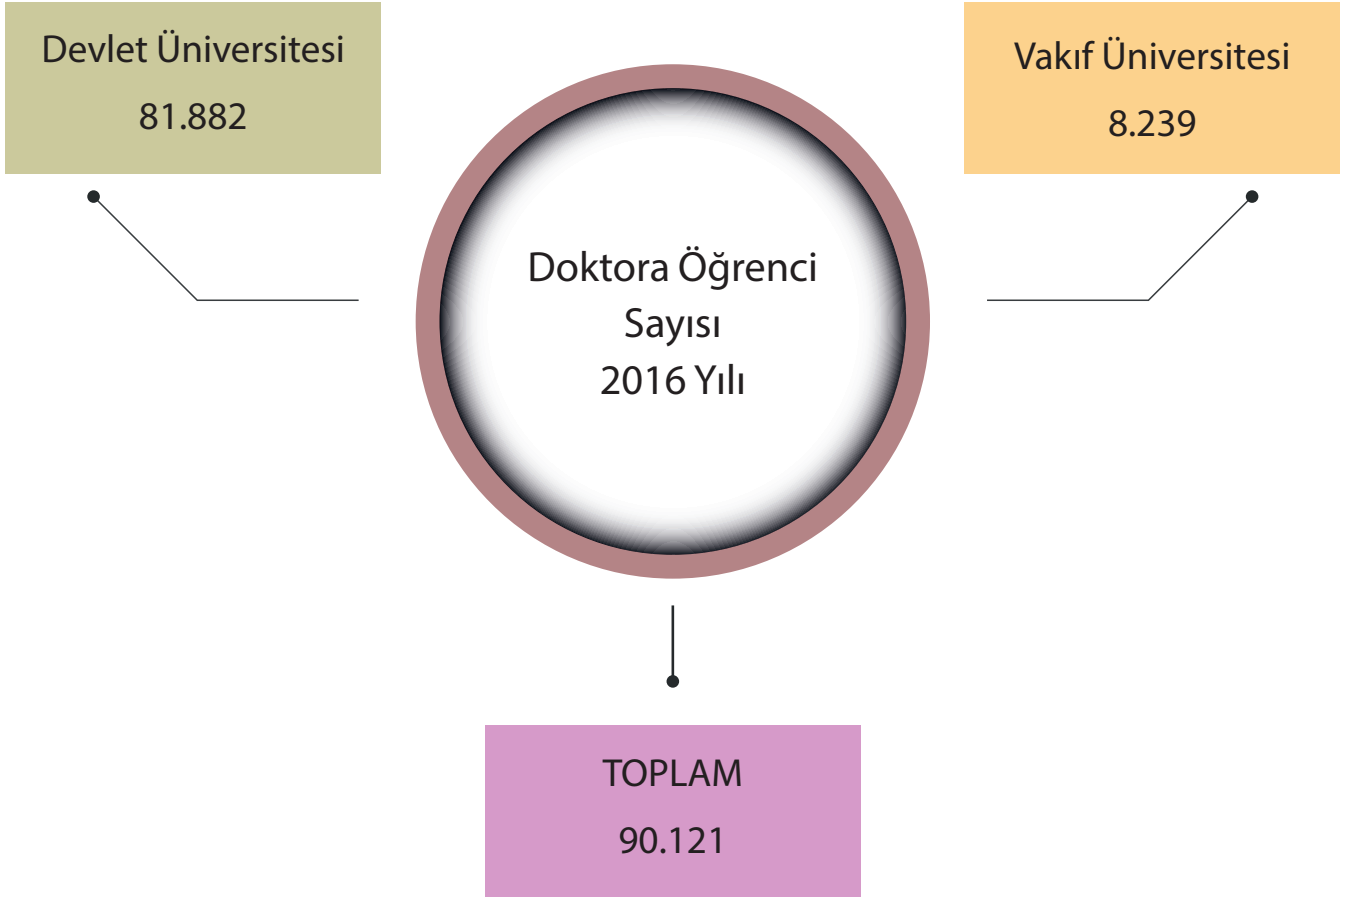 Devlet Üniversitesi
81.882
Vakıf Üniversitesi
8.239
Doktora Öğrenci
Sayısı
2016 Yılı
TOPLAM
90.121